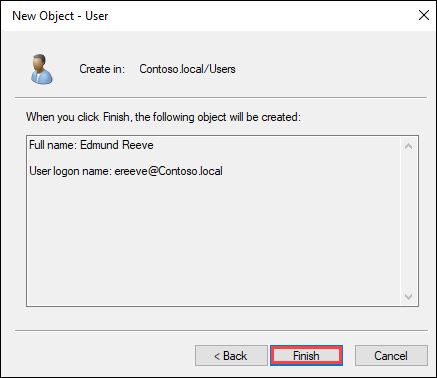 New Object - User
Create in: Contoso.local/Users
When you click Finish, the following object will be created:
Full name: Edmund Reeve
User logon name: ereeve@Contoso.local
< Back
Finish
Cancel